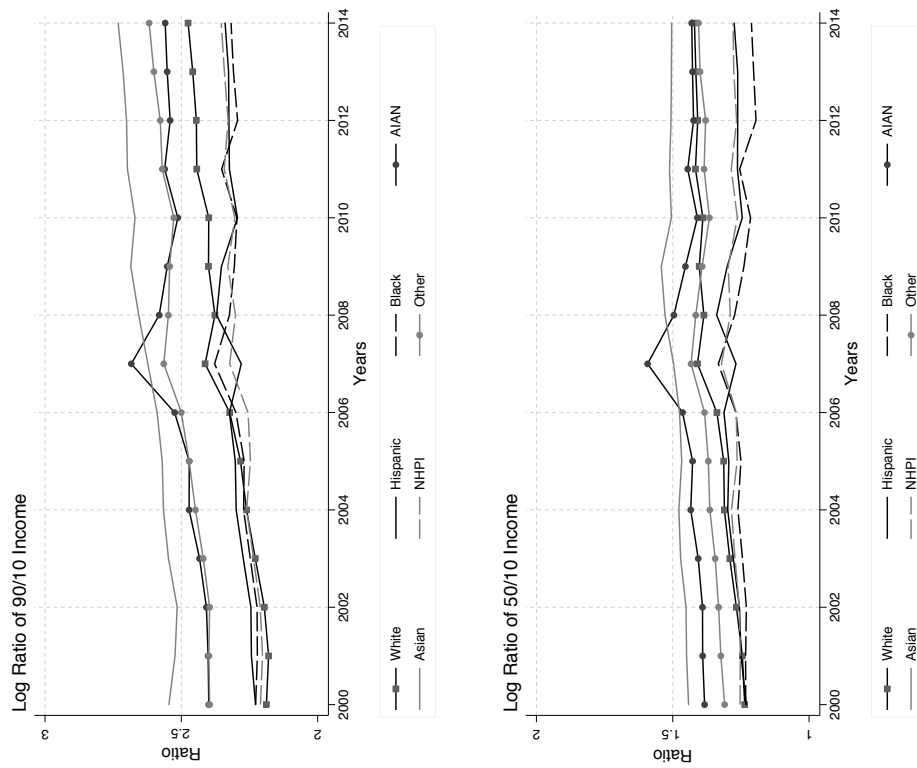 Log Ratio of 90/10 Income
3
2.5
2
Ratio
2000
2002
2004
2006
2008
2010
2012
2014
Years
White
Hispanic
Black
AIAN
Asian
NHPI
Other
Log Ratio of 50/10 Income
2
1.5
1
Ratio
2000
2002
2004
2006
2008
2010
2012
2014
Years
White
Hispanic
Black
AIAN
Asian
NHPI
Other